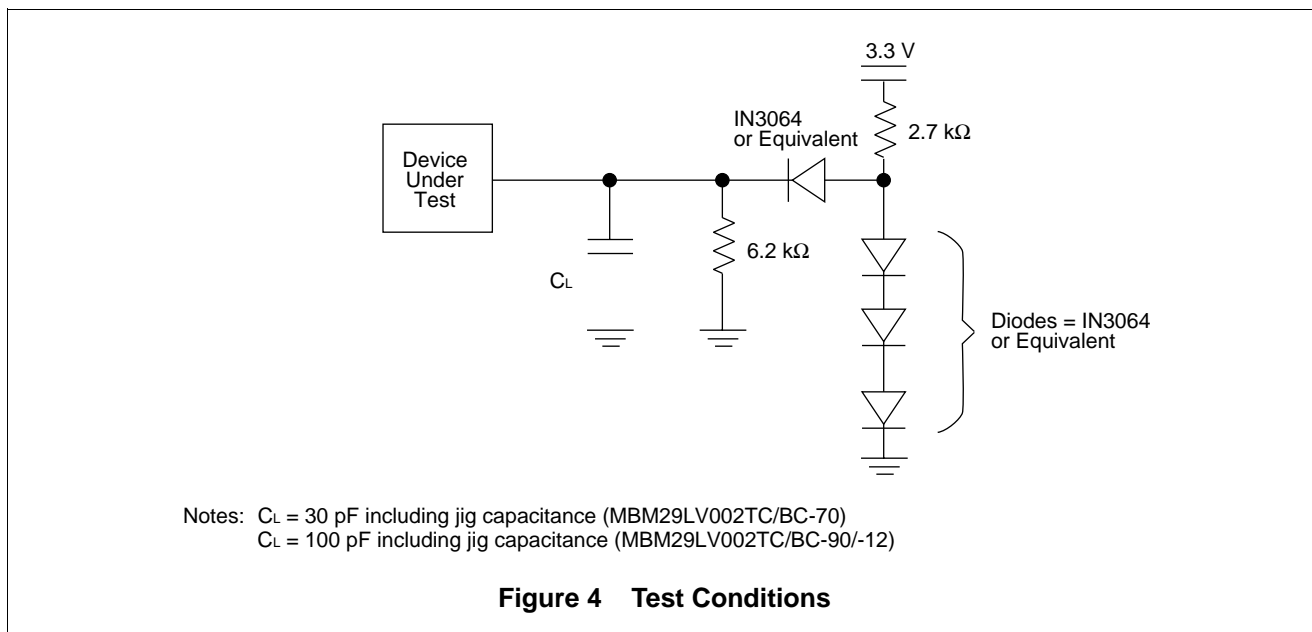 3.3 V
IN3064
or Equivalent
2.7 kΩ
Device
Under
Test
6.2 kΩ
CL
Diodes = IN3064
or Equivalent
Notes: CL = 30 pF including jig capacitance (MBM29LV002TC/BC-70)
CL = 100 pF including jig capacitance (MBM29LV002TC/BC-90/-12)
Figure 4 Test Conditions